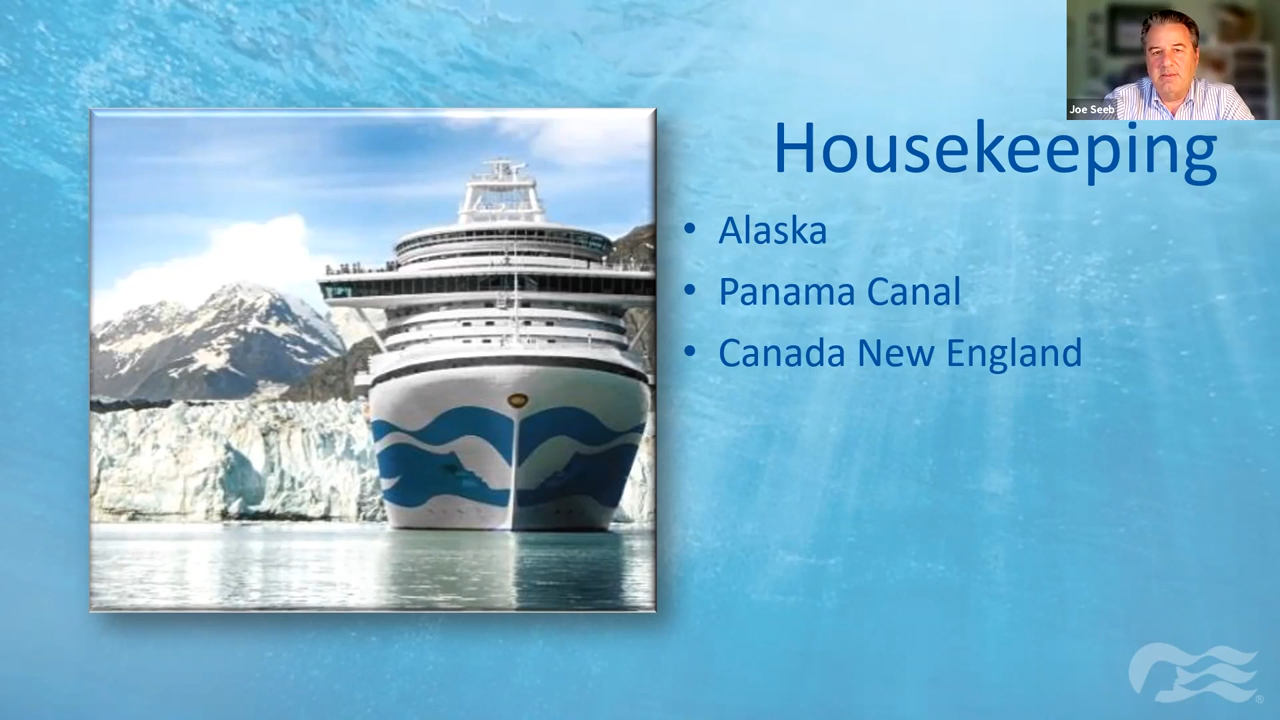 Joe Seeb
Housekeeping
• Alaska
• Panama Canal
• Canada New England
®